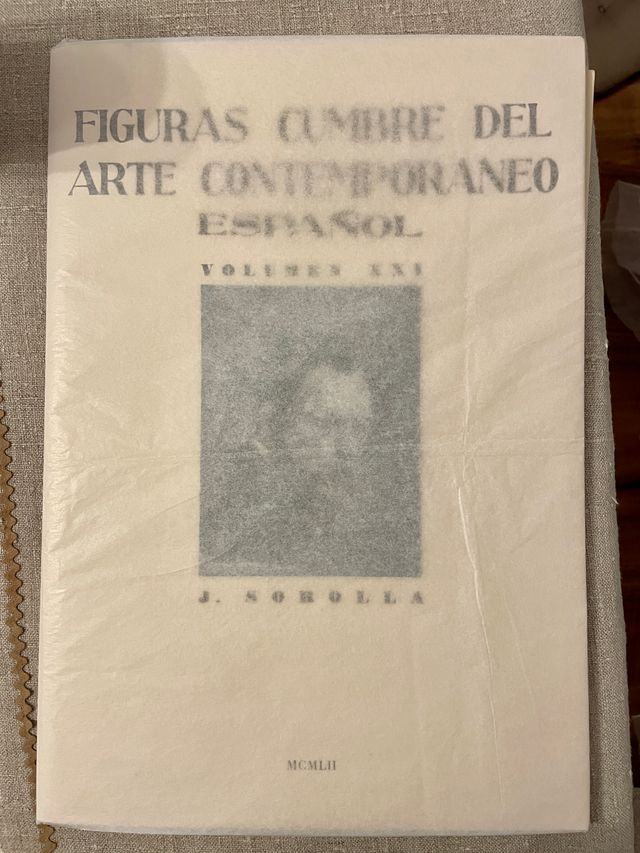 FIGURAS CUMBRE DEL
ARTE CONTEMPORANEO
ESPAÑOL
VOLUMEN XXI
J. SOROLLA
MCMLII